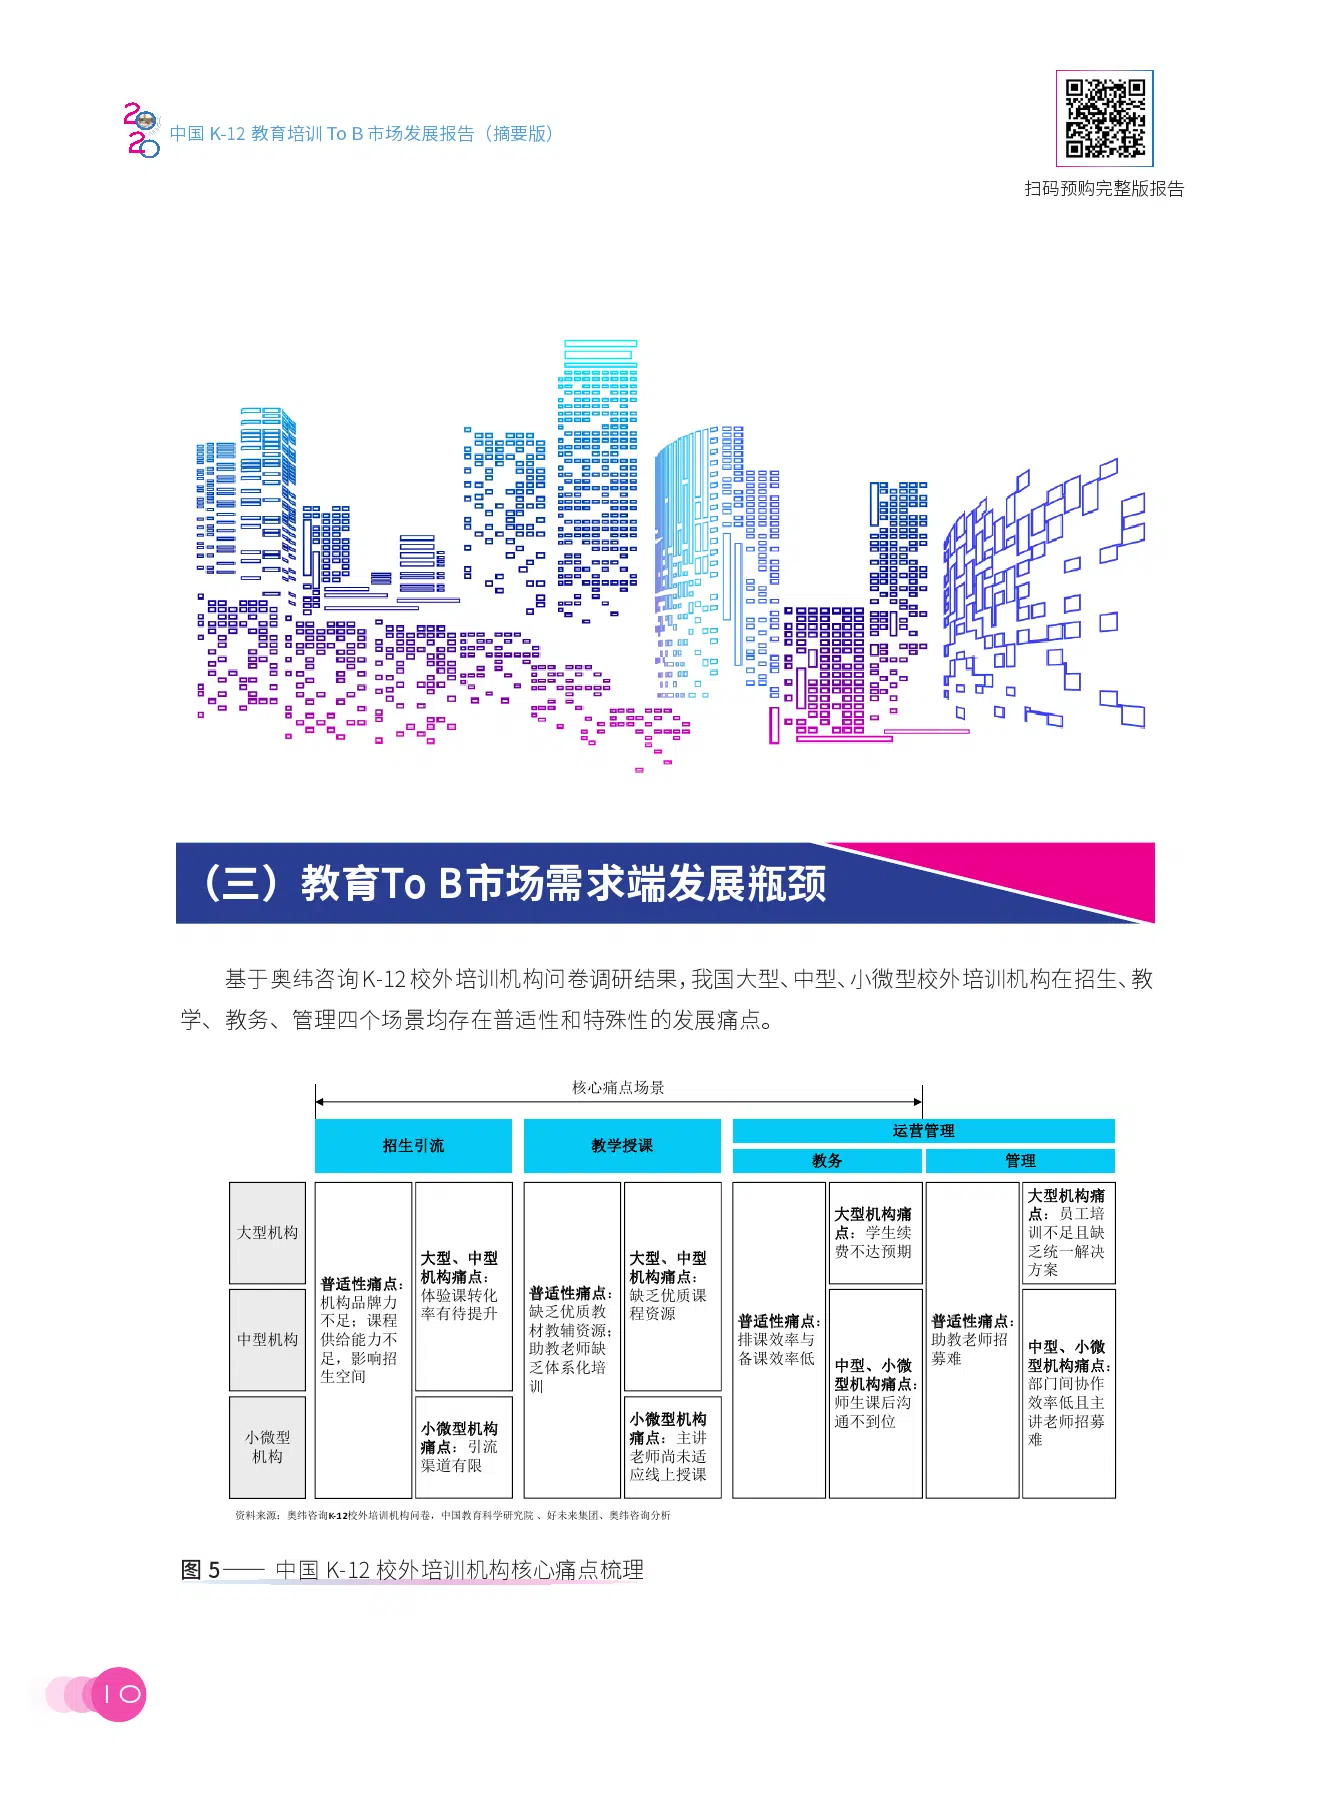 2020
中国 K-12 教育培训 To B 市场发展报告（摘要版）
扫码预购完整版报告
（三）教育To B市场需求端发展瓶颈
基于奥纬咨询K-12校外培训机构问卷调研结果，我国大型、中型、小微型校外培训机构在招生、教
学、教务、管理四个场景均存在普适性和特殊性的发展痛点。
核心痛点场景
招生引流
教学授课
运营管理
教务
管理
大型机构
中型机构
小微型
机构
普适性痛点：
机构品牌力
不足；课程
供给能力不
足，影响招
生空间
大型、中型
机构痛点：
体验课转化
率有待提升
小微型机构
痛点：引流
渠道有限
普适性痛点：
缺乏优质教
材教辅资源；
助教老师缺
乏体系化培
训
大型、中型
机构痛点：
缺乏优质课
程资源
小微型机构
痛点：主讲
老师尚未适
应线上授课
普适性痛点：
排课效率与
备课效率低
大型机构痛
点：学生续
费不达预期
中型、小微
型机构痛点：
师生课后沟
通不到位
普适性痛点：
助教老师招
募难
大型机构痛
点：员工培
训不足且缺
乏统一解决
方案
中型、小微
型机构痛点：
部门间协作
效率低且主
讲老师招募
难
资料来源：奥纬咨询K-12校外培训机构问卷，中国教育科学研究院 、好未来集团、奥纬咨询分析
图 5—— 中国 K-12 校外培训机构核心痛点梳理
10